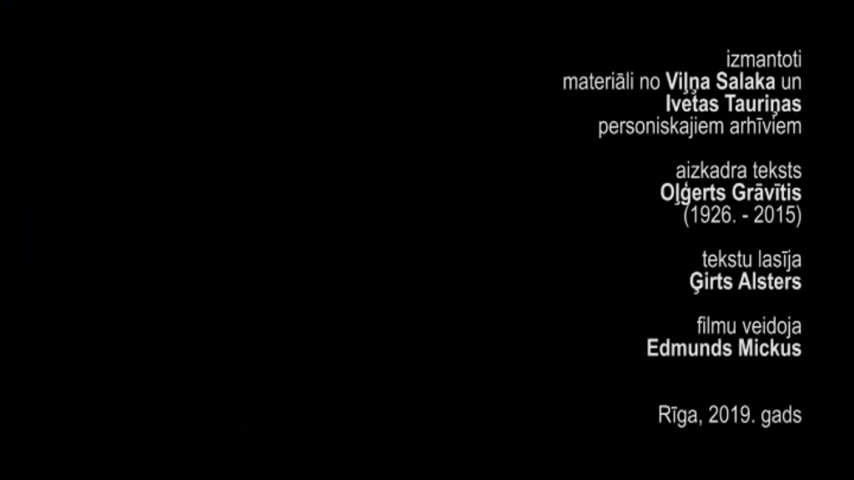 izmantoti
materiāli no Viļņa Salaka un
Ivetas Tauriņas
personiskajiem arhīviem
aizkadra teksts
Oļģerts Grāvītis
(1926. - 2015)
tekstu lasīja
Ģirts Alsters
filmu veidoja
Edmunds Mickus
Rīga, 2019. gads